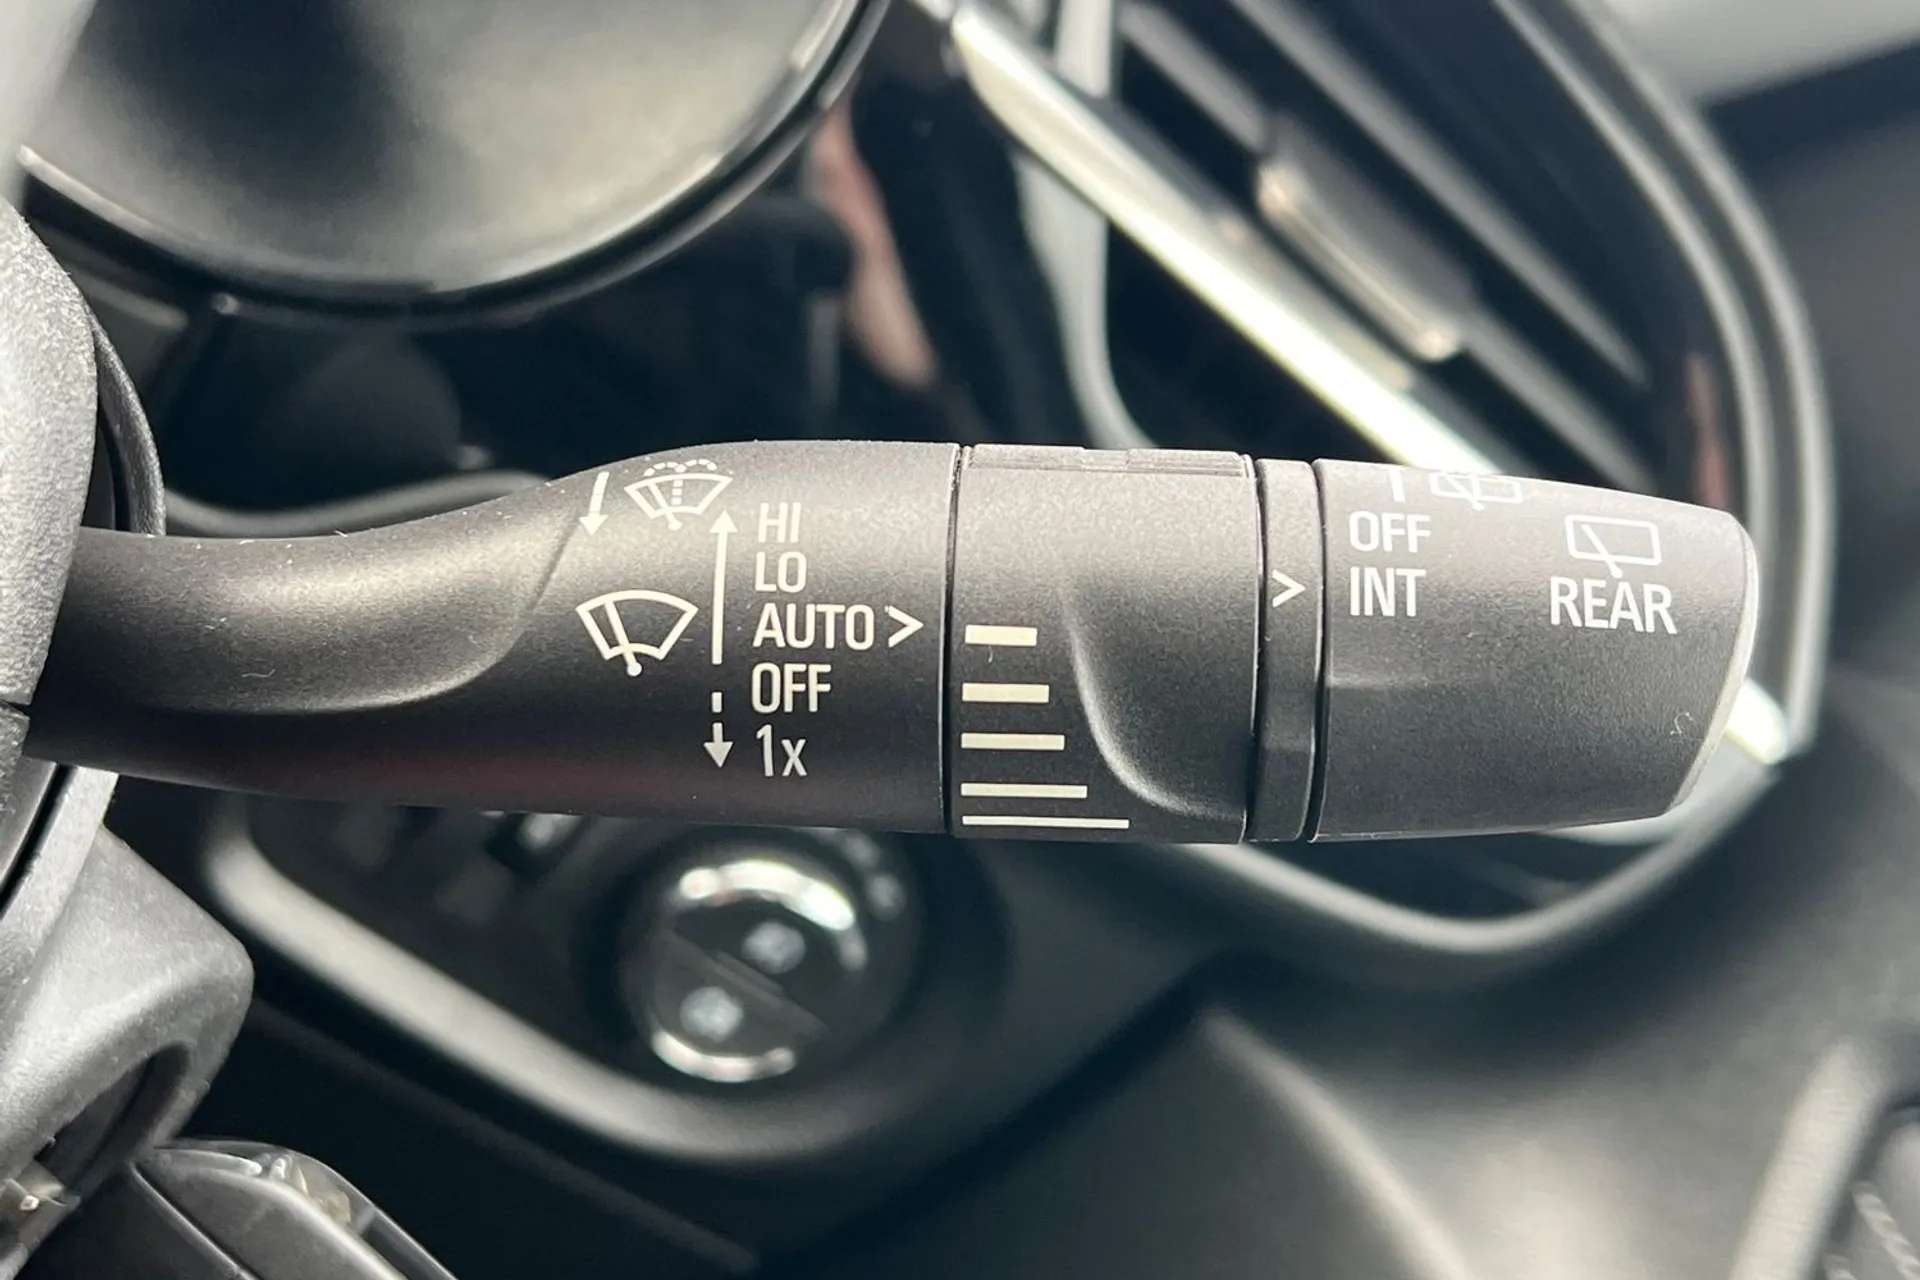 HI
LO
AUTO >
OFF
1x
>
OFF
INT
REAR